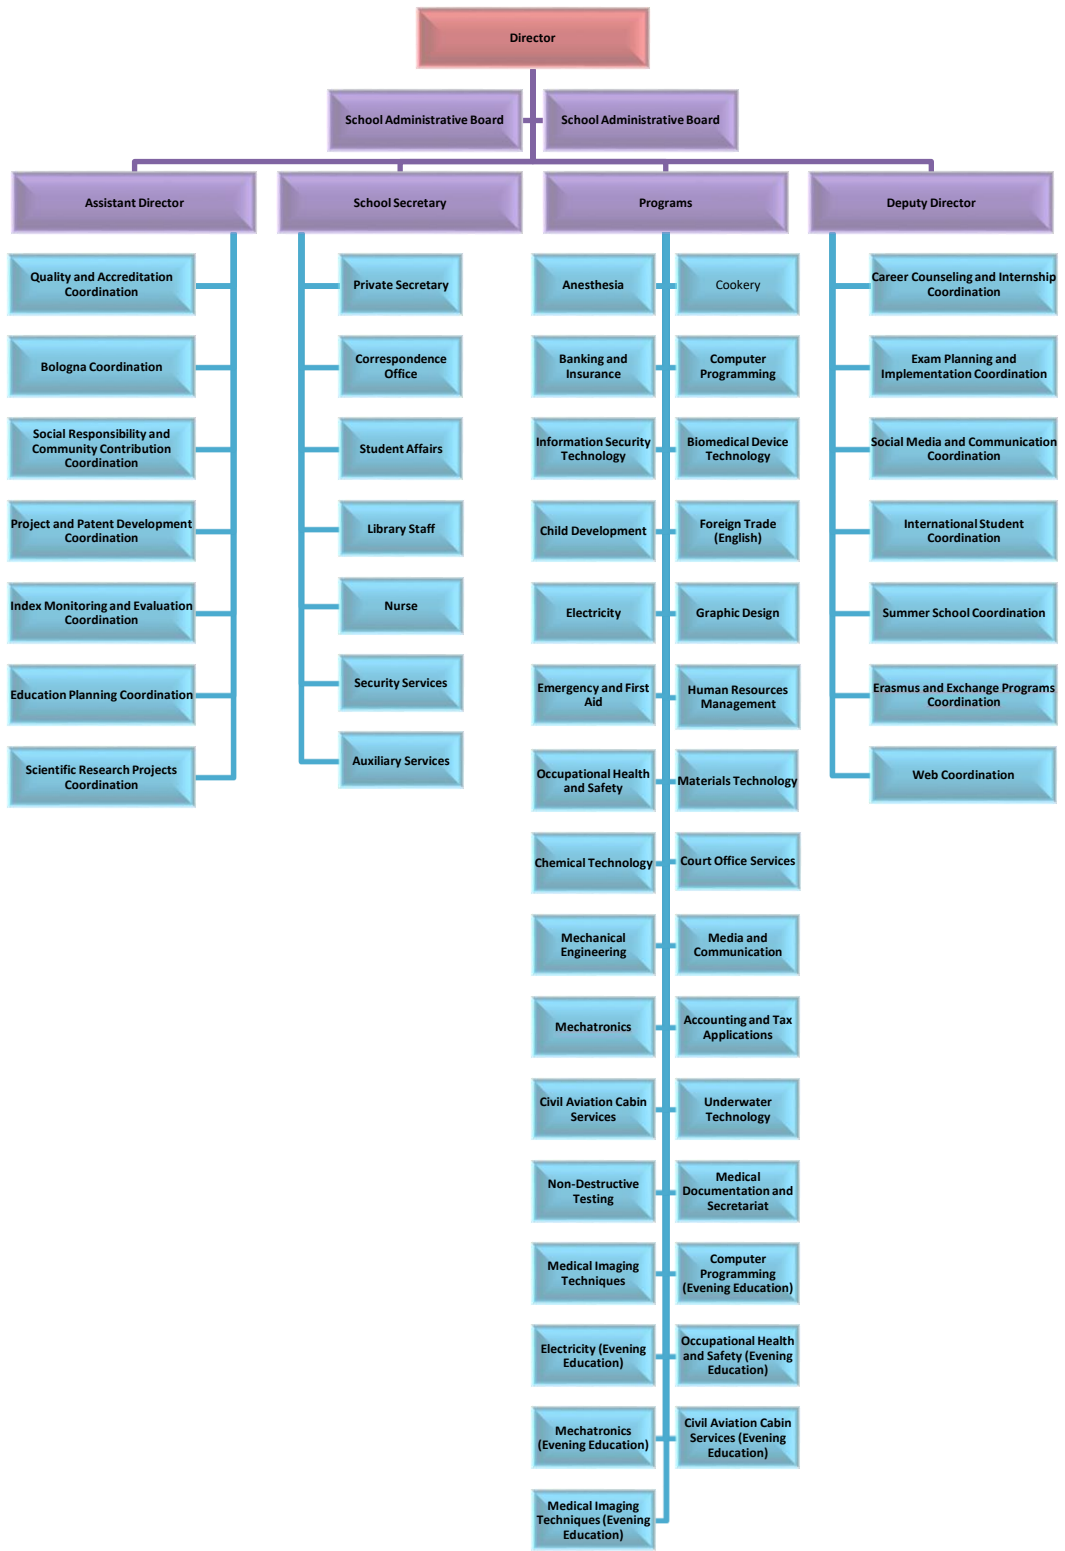 Director
School Administrative Board
School Administrative Board
Assistant Director
School Secretary
Programs
Deputy Director
Quality and Accreditation
Coordination
Bologna Coordination
Social Responsibility and
Community Contribution
Coordination
Project and Patent Development
Coordination
Index Monitoring and Evaluation
Coordination
Education Planning Coordination
Scientific Research Projects
Coordination
Private Secretary
Correspondence
Office
Student Affairs
Library Staff
Nurse
Security Services
Auxiliary Services
Anesthesia
Cookery
Banking and
Insurance
Computer
Programming
Information Security
Technology
Biomedical Device
Technology
Child Development
Foreign Trade
(English)
Electricity
Graphic Design
Emergency and First
Aid
Human Resources
Management
Occupational Health
and Safety
Materials Technology
Chemical Technology
Court Office Services
Mechanical
Engineering
Media and
Communication
Mechatronics
Accounting and Tax
Applications
Civil Aviation Cabin
Services
Underwater
Technology
Non-Destructive
Testing
Medical
Documentation and
Secretariat
Medical Imaging
Techniques
Computer
Programming
(Evening Education)
Electricity (Evening
Education)
Occupational Health
and Safety (Evening
Education)
Mechatronics
(Evening Education)
Civil Aviation Cabin
Services (Evening
Education)
Medical Imaging
Techniques (Evening
Education)
Career Counseling and Internship
Coordination
Exam Planning and
Implementation Coordination
Social Media and Communication
Coordination
International Student
Coordination
Summer School Coordination
Erasmus and Exchange Programs
Coordination
Web Coordination